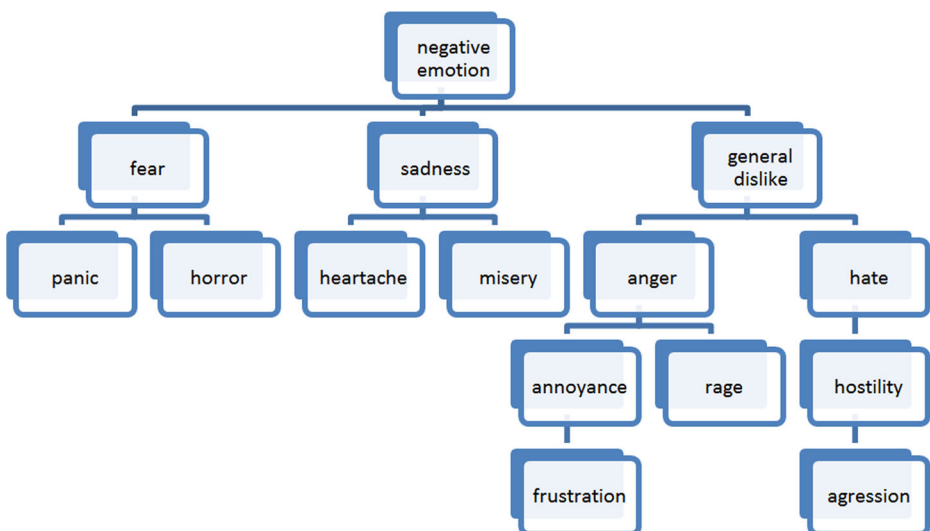 negative
emotion
fear
sadness
general
dislike
panic
horror
heartache
misery
anger
hate
annoyance
rage
hostility
frustration
agression